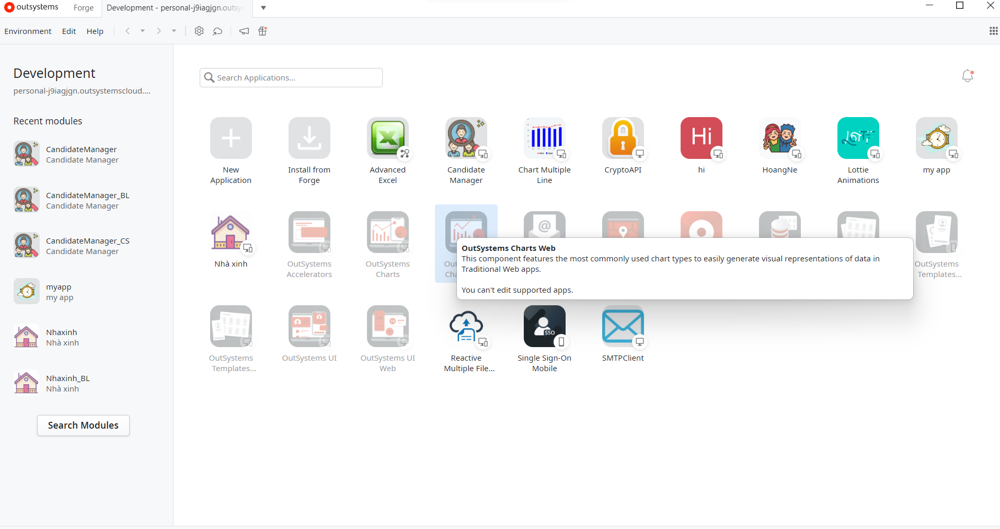 outsystems
Forge
Development - personal-j9iagjgn.outsys
Environment
Edit
Help
Development
personal-j9iagjgn.outsystemscloud....
Recent modules
CandidateManager
Candidate Manager
CandidateManager_BL
Candidate Manager
CandidateManager_CS
Candidate Manager
myapp
my app
Nhaxinh
Nhà xinh
Nhaxinh_BL
Nhà xinh
Search Modules
Search Applications...
New
Application
Install from
Forge
Advanced
Excel
Candidate
Manager
Chart Multiple
Line
CryptoAPI
Hi
hi
HoangNe
Lottie
Animations
my app
Nhà xinh
OutSystems
Accelerators
OutSystems
Charts
Out
Cha
OutSystems Charts Web
This component features the most commonly used chart types to easily generate visual representations of data in
Traditional Web apps.
You can't edit supported apps.
OutSystems
Templates...
OutSystems
Templates...
OutSystems UI
14
OutSystems UI
Web
Reactive
Multiple File...
SSO
Single Sign-On
Mobile
SMTPClient